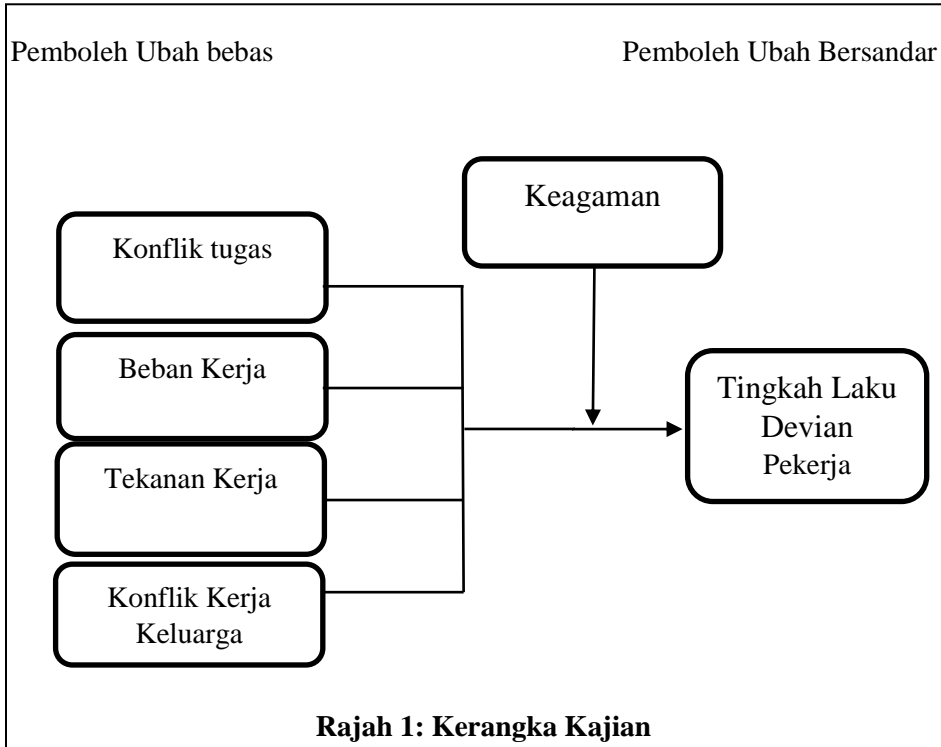 Pemboleh Ubah bebas
Pemboleh Ubah Bersandar
Keagaman
Konflik tugas
Beban Kerja
Tingkah Laku
Devian
Pekerja
Tekanan Kerja
Konflik Kerja
Keluarga
Rajah 1: Kerangka Kajian